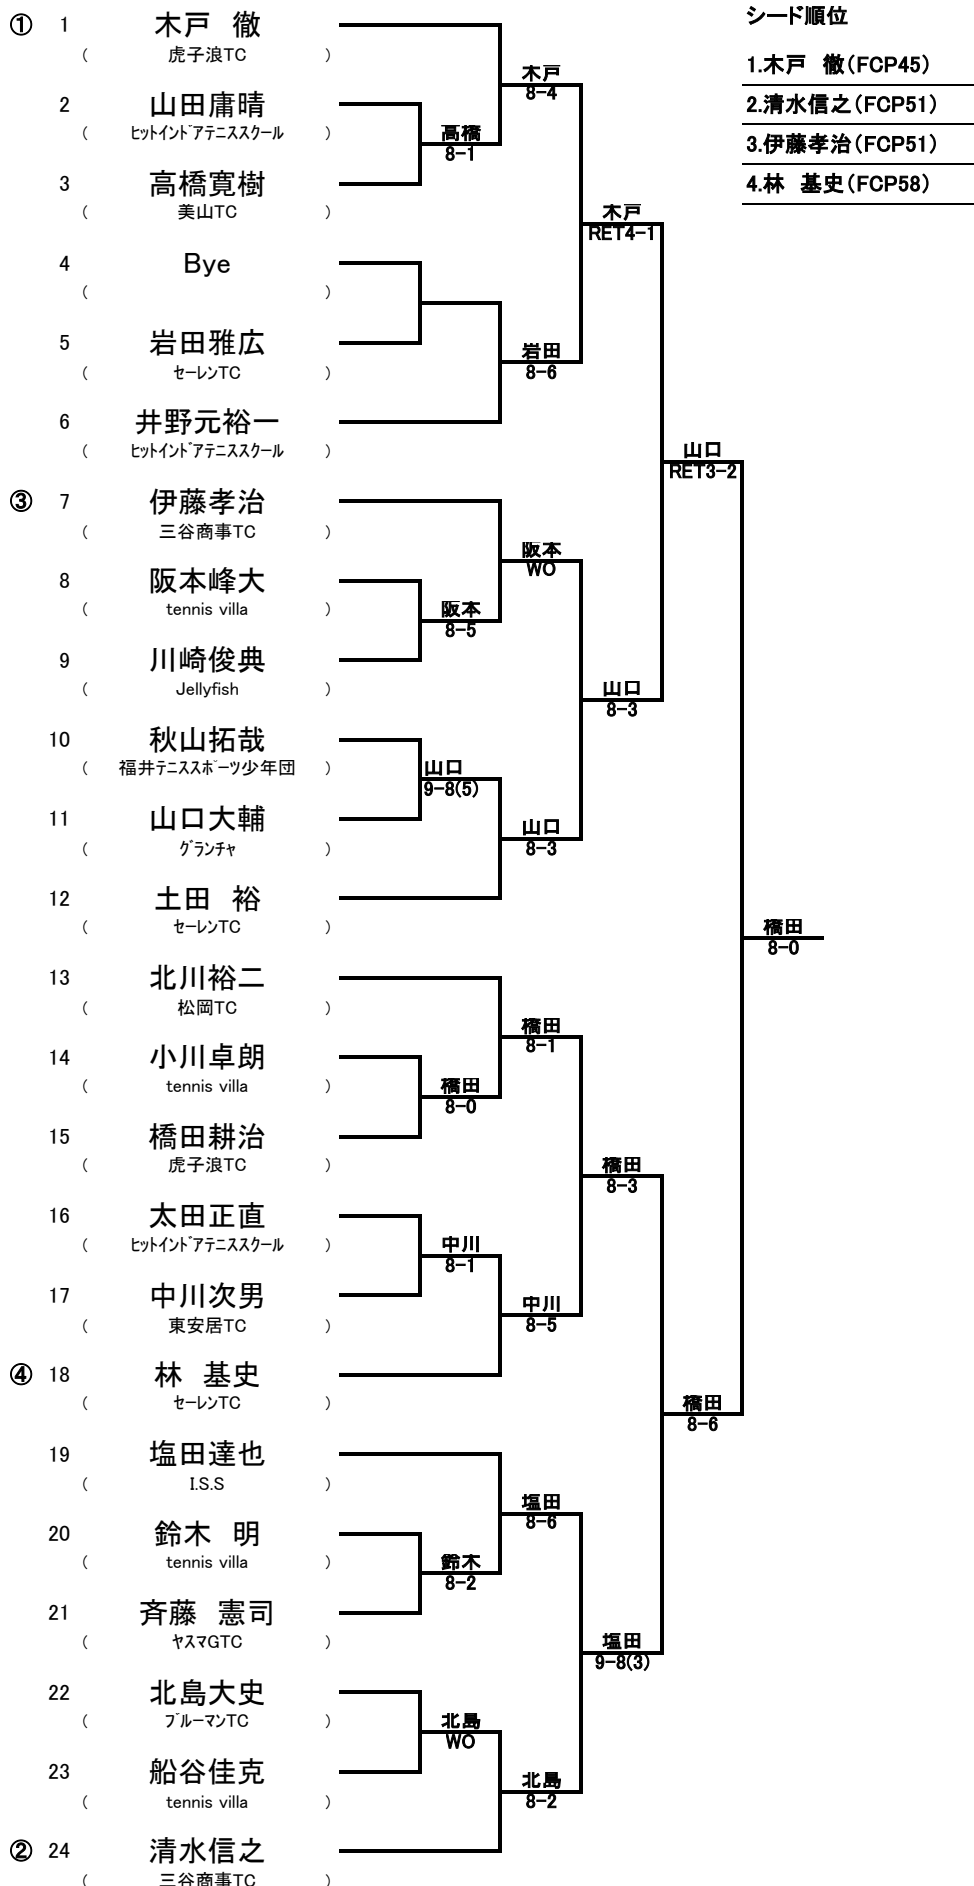 シード順位
1.木戸　徹(FCP45)
2.清水信之(FCP51)
3.伊藤孝治(FCP51)
4.林　基史(FCP58)
① 1 木戸　徹
( 虎子浪TC )
木戸
8-4
2 山田庸晴
( ﾋｯﾄｲﾝﾄﾞｱﾃﾆｽｽｸｰﾙ )
高橋
8-1
3 高橋寛樹
( 美山TC )
木戸
RET4-1
4 Bye
( )
5 岩田雅広
( ｾｰﾚﾝTC )
岩田
8-6
6 井野元裕一
( ﾋｯﾄｲﾝﾄﾞｱﾃﾆｽｽｸｰﾙ )
山口
RET3-2
③ 7 伊藤孝治
( 三谷商事TC )
阪本
WO
8 阪本峰大
( tennis villa )
阪本
8-5
9 川崎俊典
( Jellyfish )
山口
8-3
10 秋山拓哉
( 福井ﾃﾆｽｽﾎﾟｰﾂ少年団 )
山口
9-8(5)
11 山口大輔
( ｸﾞﾗﾝﾁｬ )
山口
8-3
12 土田　裕
( ｾｰﾚﾝTC )
橋田
8-0
13 北川裕二
( 松岡TC )
橋田
8-1
14 小川卓朗
( tennis villa )
橋田
8-0
15 橋田耕治
( 虎子浪TC )
橋田
8-3
16 太田正直
( ﾋｯﾄｲﾝﾄﾞｱﾃﾆｽｽｸｰﾙ )
中川
8-1
17 中川次男
( 東安居TC )
中川
8-5
④ 18 林　基史
( ｾｰﾚﾝTC )
橋田
8-6
19 塩田達也
( I.S.S )
塩田
8-6
20 鈴木　明
( tennis villa )
鈴木
8-2
21 斉藤　憲司
( ﾔｽﾏGTC )
塩田
9-8(3)
22 北島大史
( ﾌﾞﾙｰﾏﾝTC )
北島
WO
23 船谷佳克
( tennis villa )
北島
8-2
② 24 清水信之
( 三谷商事TC )